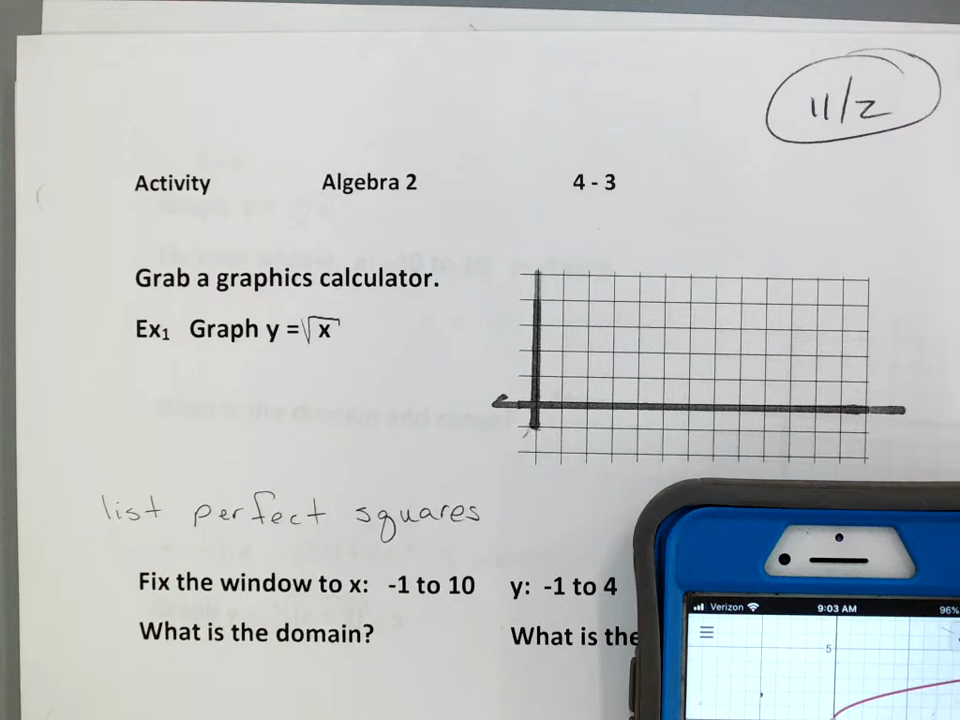 11/2
Activity Algebra 2 4 - 3
Grab a graphics calculator.
Ex1 Graph y = √x
list perfect squares
Fix the window to x: -1 to 10 y: -1 to 4
What is the domain? What is the
Verizon 9:03 AM 96%
5